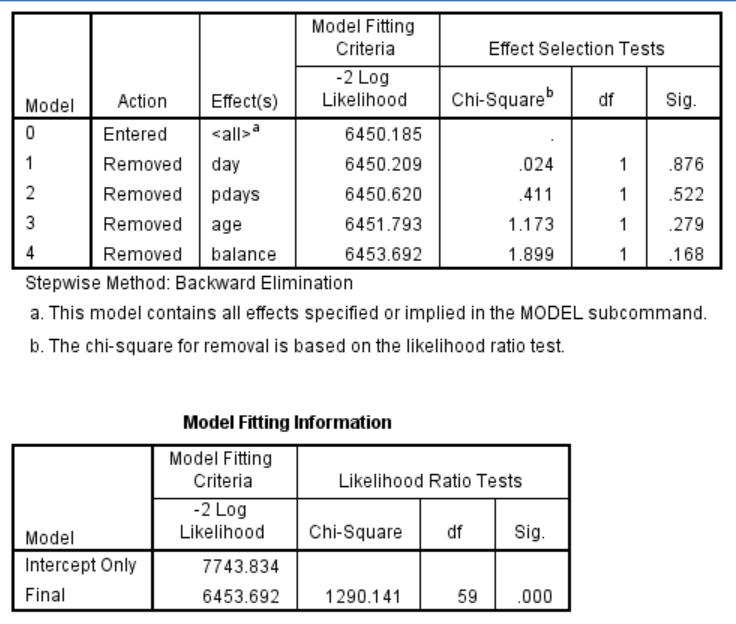 Model Fitting Criteria Effect Selection Tests
Model Action Effect(s) -2 Log Likelihood Chi-Square^b df Sig.
0 Entered <all>^a 6450.185 .
1 Removed day 6450.209 .024 1 .876
2 Removed pdays 6450.620 .411 1 .522
3 Removed age 6451.793 1.173 1 .279
4 Removed balance 6453.692 1.899 1 .168
Stepwise Method: Backward Elimination
a. This model contains all effects specified or implied in the MODEL subcommand.
b. The chi-square for removal is based on the likelihood ratio test.
Model Fitting Information
Model Fitting Criteria Likelihood Ratio Tests
Model -2 Log Likelihood Chi-Square df Sig.
Intercept Only 7743.834
Final 6453.692 1290.141 59 .000